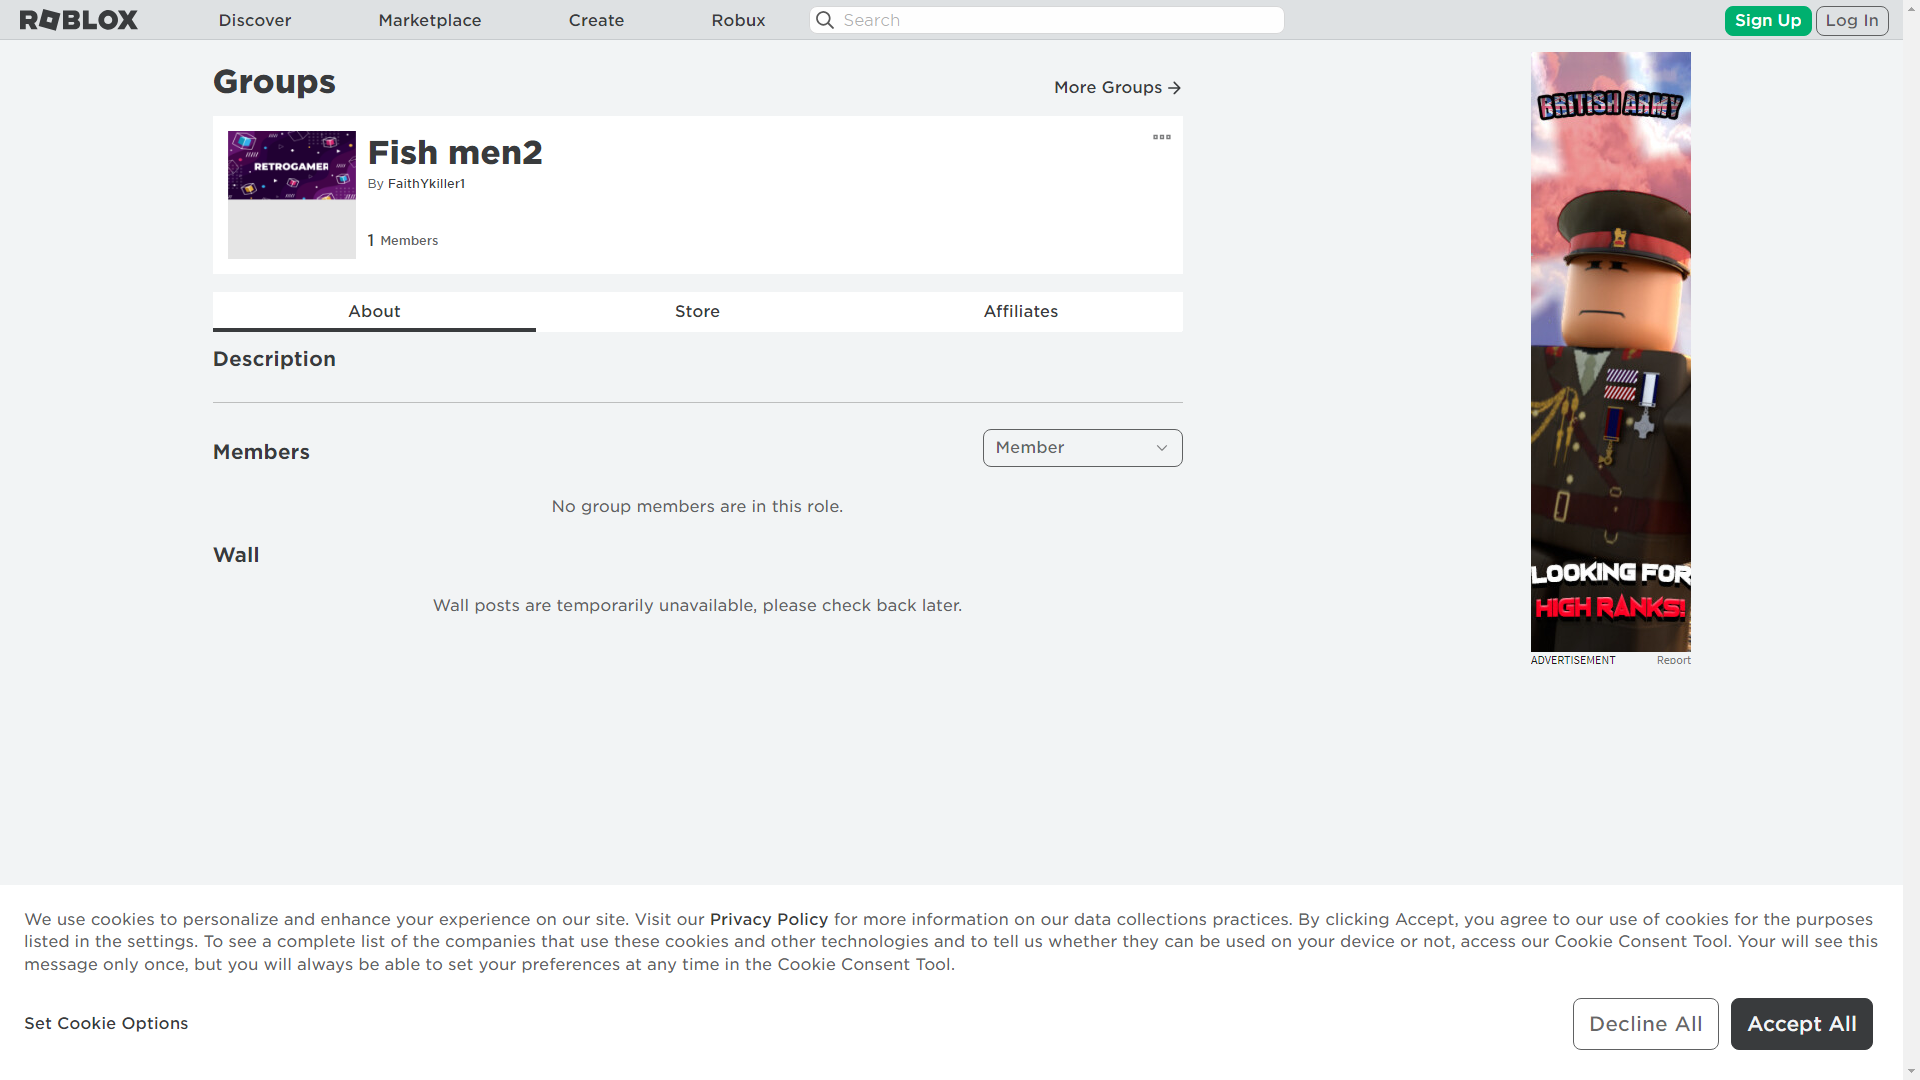 ROBLOX
Discover
Marketplace
Create
Robux
Search
Sign Up
Log In
Groups
More Groups
RETROGAMER
Fish men2
By FaithYkiller1
1 Members
About
Store
Affiliates
Description
Members
Member
No group members are in this role.
Wall
Wall posts are temporarily unavailable, please check back later.
BRITISH ARMY
LOOKING FOR
HIGH RANKS!
ADVERTISEMENT
Report
We use cookies to personalize and enhance your experience on our site. Visit our Privacy Policy for more information on our data collections practices. By clicking Accept, you agree to our use of cookies for the purposes
listed in the settings. To see a complete list of the companies that use these cookies and other technologies and to tell us whether they can be used on your device or not, access our Cookie Consent Tool. Your will see this
message only once, but you will always be able to set your preferences at any time in the Cookie Consent Tool.
Set Cookie Options
Decline All
Accept All